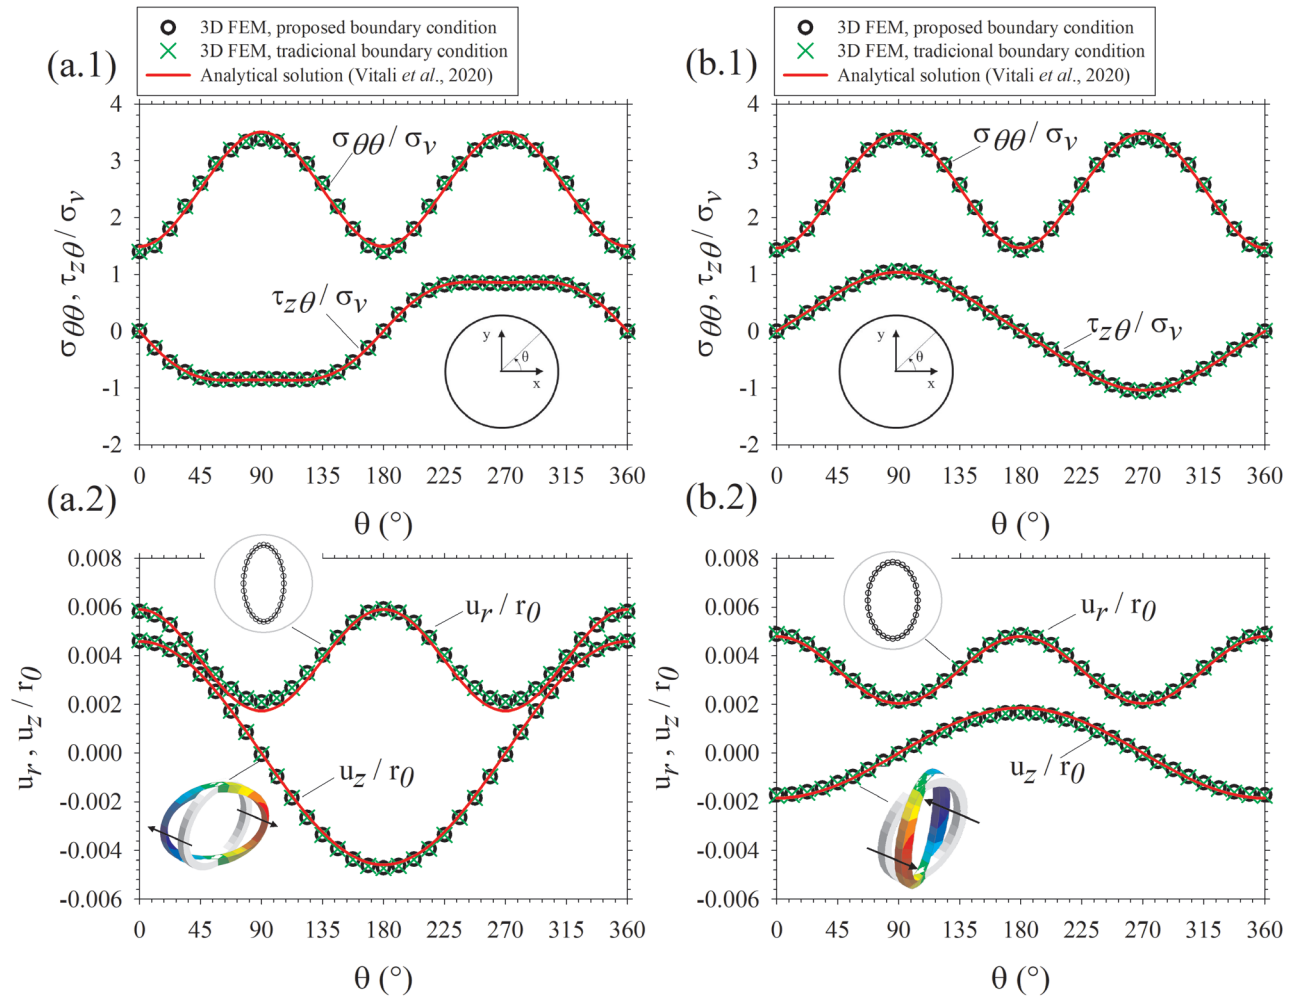 3D FEM, proposed boundary condition
3D FEM, tradicional boundary condition
Analytical solution (Vitali et al., 2020)
(a.1)
4
3
2
1
0
-1
-2
σθθ, τzθ/σv
σθθ/σv
τzθ/σv
y
θ
x
0 45 90 135 180 225 270 315 360
θ (°)
3D FEM, proposed boundary condition
3D FEM, tradicional boundary condition
Analytical solution (Vitali et al., 2020)
(b.1)
4
3
2
1
0
-1
-2
σθθ, τzθ/σv
σθθ/σv
τzθ/σv
y
θ
x
0 45 90 135 180 225 270 315 360
θ (°)
(a.2)
0.008
0.006
0.004
0.002
0.000
-0.002
-0.004
-0.006
ur, uz/r0
ur/r0
uz/r0
0 45 90 135 180 225 270 315 360
θ (°)
(b.2)
0.008
0.006
0.004
0.002
0.000
-0.002
-0.004
-0.006
ur, uz/r0
ur/r0
uz/r0
0 45 90 135 180 225 270 315 360
θ (°)